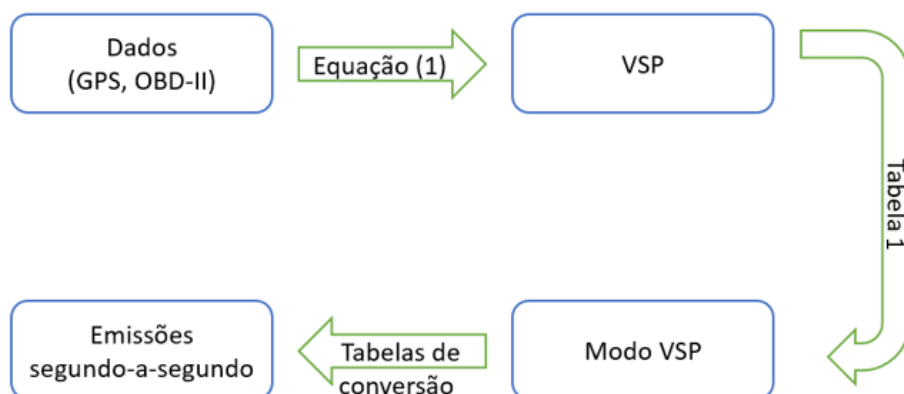 Dados
(GPS, OBD-II)
Equação (1)
VSP
Tabela 1
Modo VSP
Tabelas de
conversão
Emissões
segundo-a-segundo